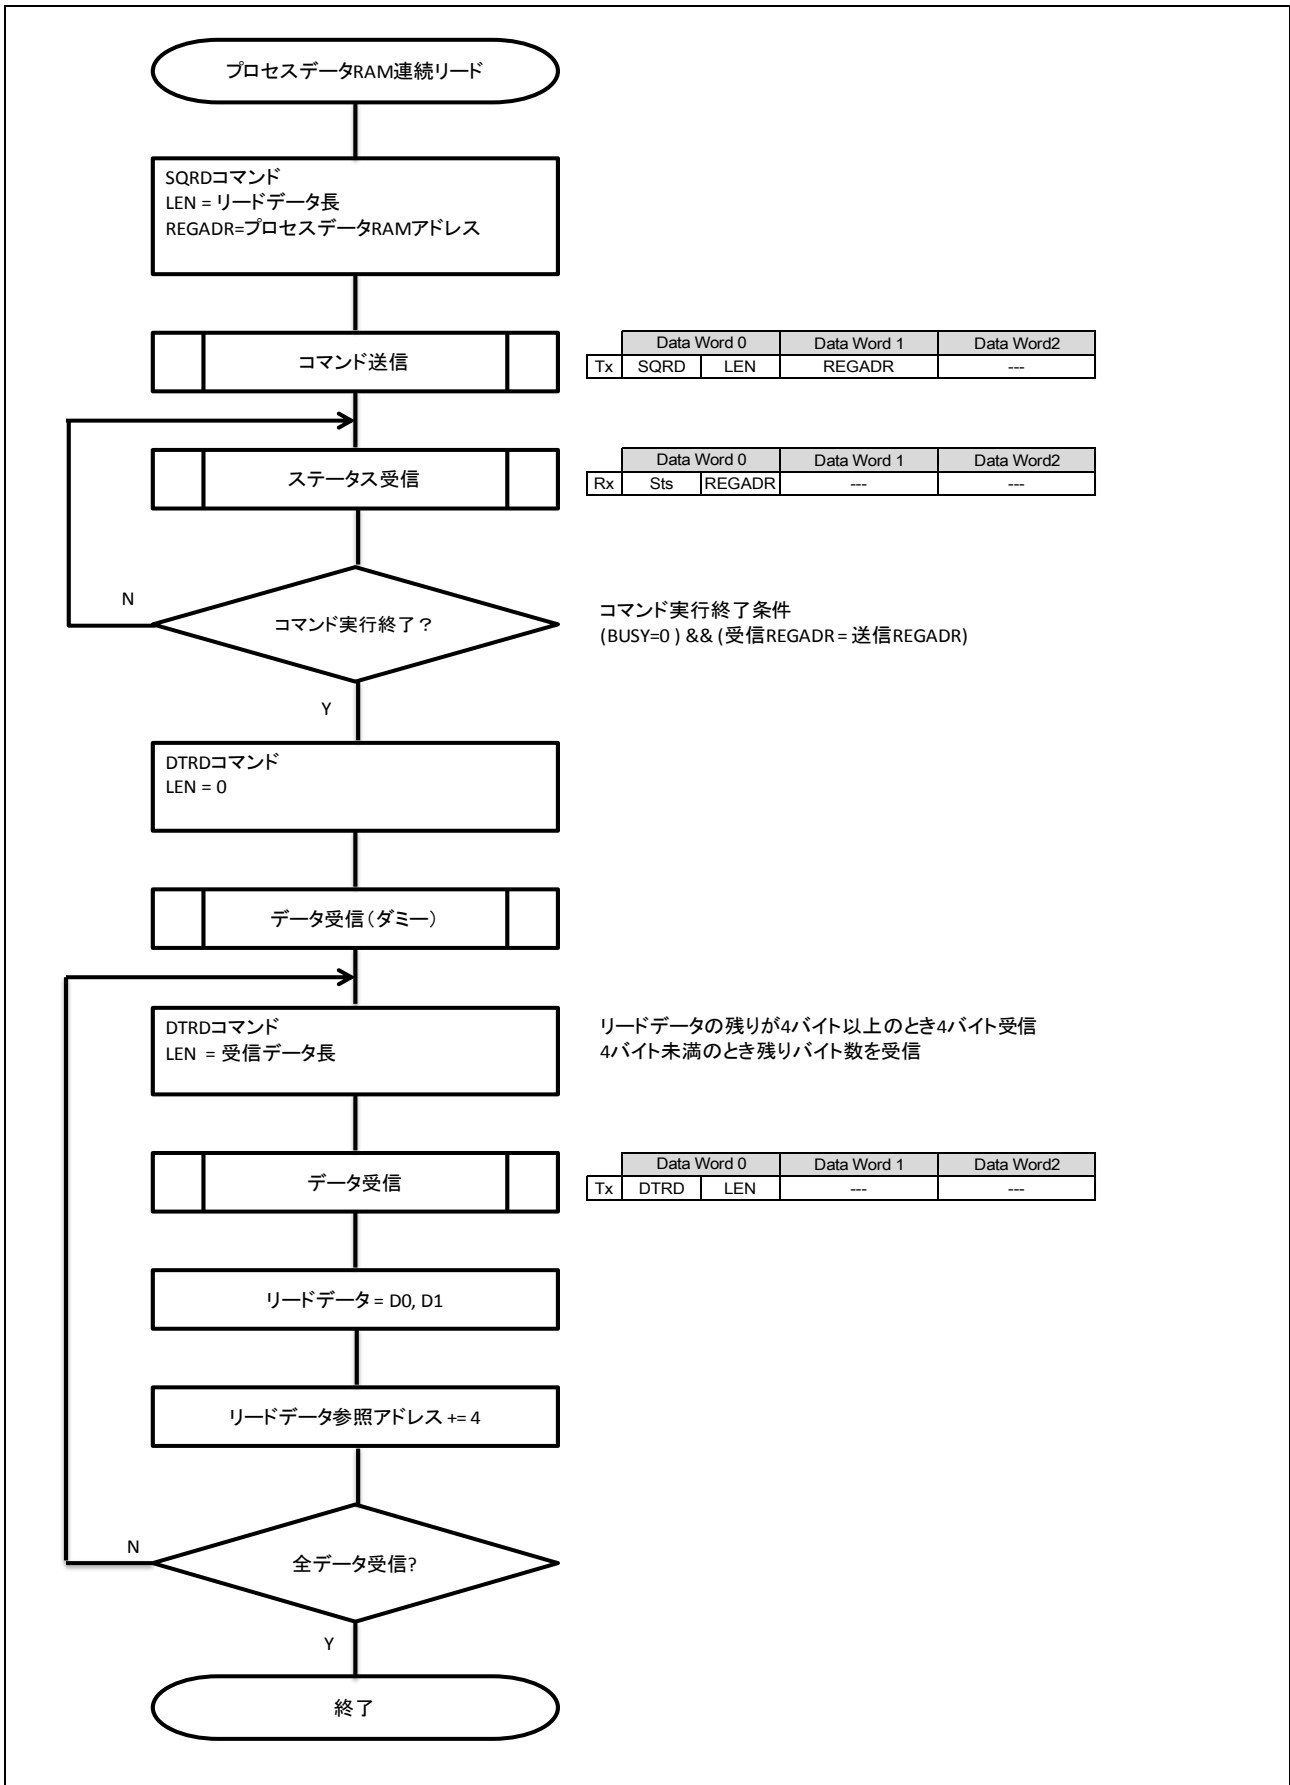 プロセスデータRAM連続リード
SQRDコマンド
LEN = リードデータ長
REGADR=プロセスデータRAMアドレス
コマンド送信
Data Word 0 Data Word 1 Data Word2
Tx SQRD LEN REGADR ---
ステータス受信
Data Word 0 Data Word 1 Data Word2
Rx Sts REGADR --- ---
N
コマンド実行終了？
コマンド実行終了条件
(BUSY=0 ) && (受信REGADR = 送信REGADR)
Y
DTRDコマンド
LEN = 0
データ受信（ダミー）
DTRDコマンド
LEN = 受信データ長
リードデータの残りが4バイト以上のとき4バイト受信
4バイト未満のとき残りバイト数を受信
データ受信
Data Word 0 Data Word 1 Data Word2
Tx DTRD LEN --- ---
リードデータ = D0, D1
リードデータ参照アドレス += 4
N
全データ受信?
Y
終了